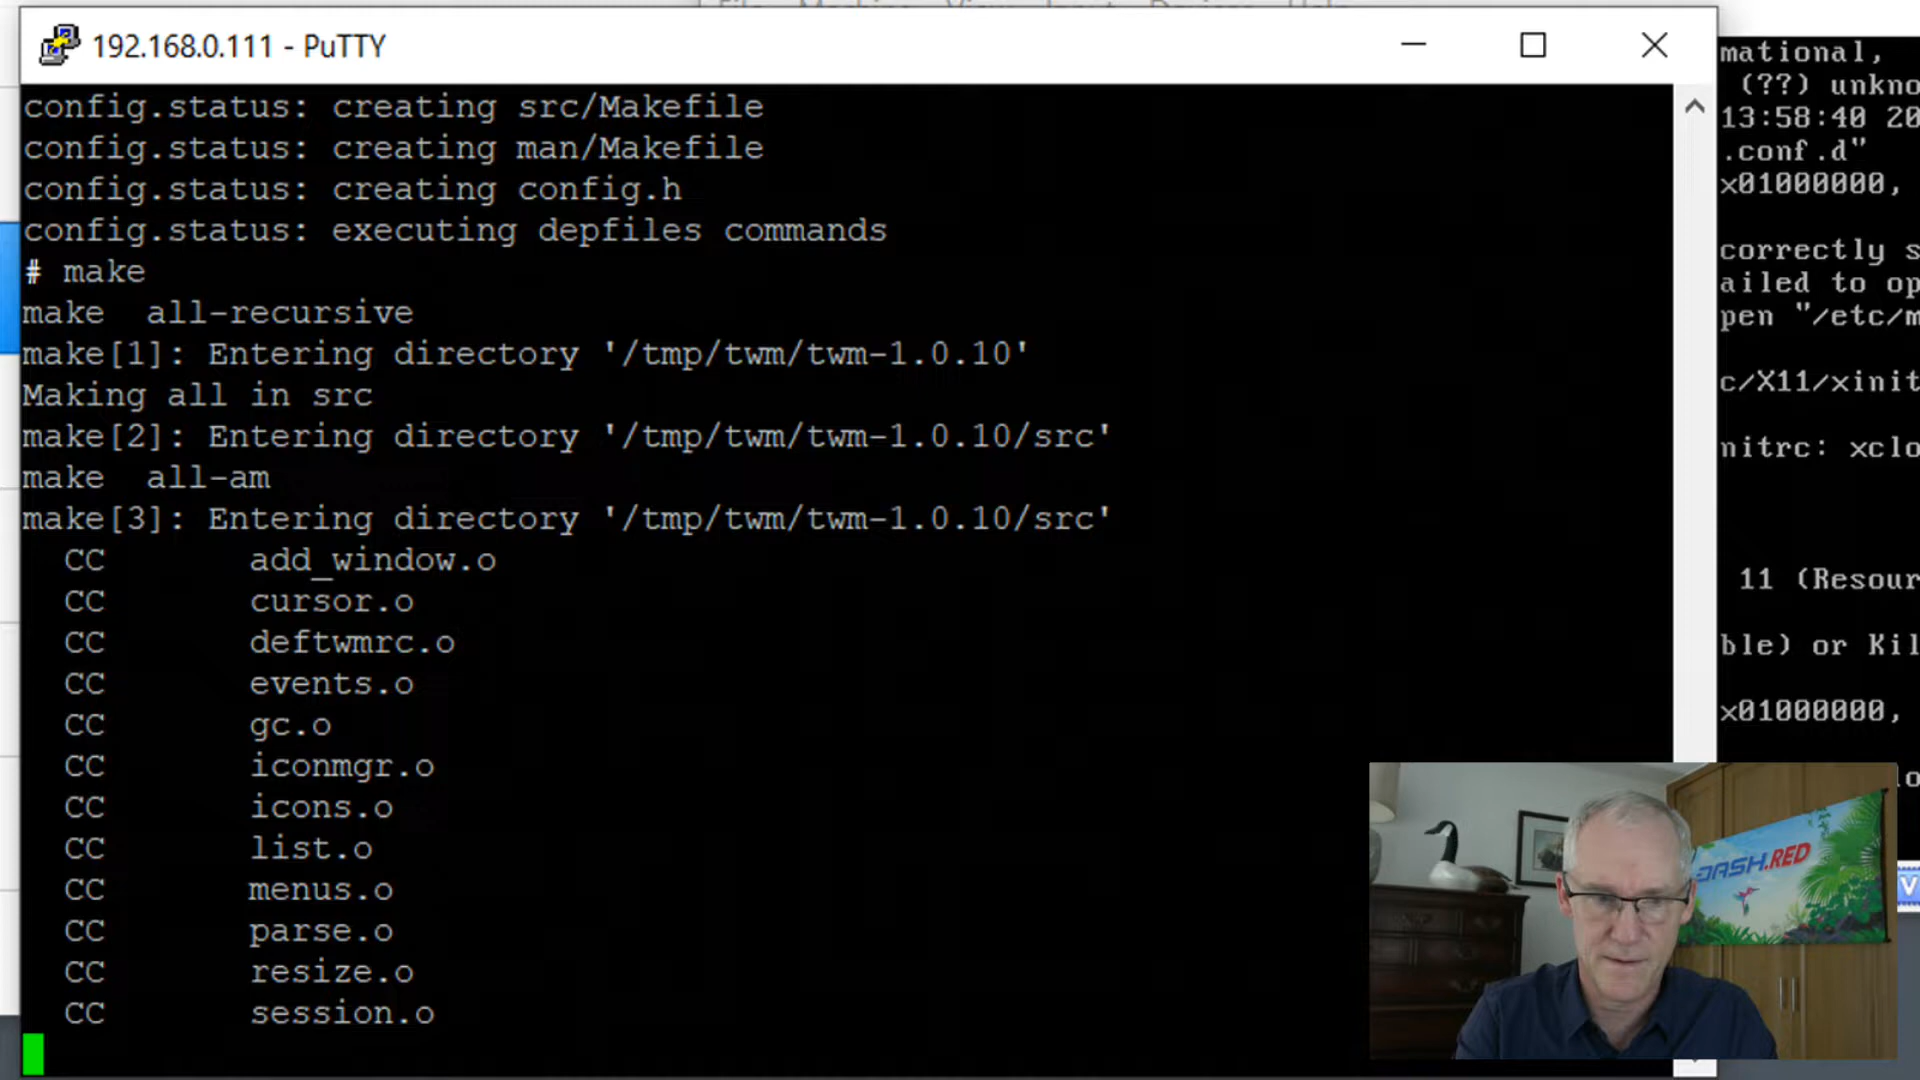 192.168.0.111 - PuTTY
config.status: creating src/Makefile
config.status: creating man/Makefile
config.status: creating config.h
config.status: executing depfiles commands
# make
make  all-recursive
make[1]: Entering directory '/tmp/twm/twm-1.0.10'
Making all in src
make[2]: Entering directory '/tmp/twm/twm-1.0.10/src'
make  all-am
make[3]: Entering directory '/tmp/twm/twm-1.0.10/src'
CC       add_window.o
CC       cursor.o
CC       deftwmrc.o
CC       events.o
CC       gc.o
CC       iconmgr.o
CC       icons.o
CC       list.o
CC       menus.o
CC       parse.o
CC       resize.o
CC       session.o
mational,
(??) unkno
13:58:40 20
.conf.d"
x01000000,
correctly s
ailed to op
pen "/etc/m
c/X11/xinit
nitrc: xclo
11 (Resour
ble) or Kil
x01000000,
DASH.RED